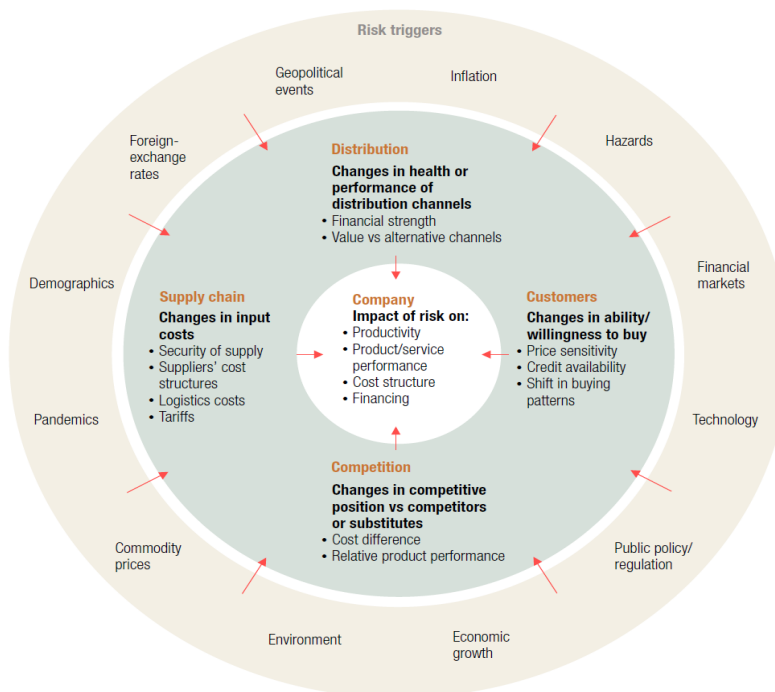 Risk triggers
Geopolitical
events
Inflation
Foreign-
exchange
rates
Hazards
Demographics
Financial
markets
Pandemics
Technology
Commodity
prices
Public policy/
regulation
Environment
Economic
growth
Distribution
Changes in health or
performance of
distribution channels
• Financial strength
• Value vs alternative channels
Supply chain
Changes in input
costs
• Security of supply
• Suppliers’ cost
structures
• Logistics costs
• Tariffs
Company
Impact of risk on:
• Productivity
• Product/service
performance
• Cost structure
• Financing
Customers
Changes in ability/
willingness to buy
• Price sensitivity
• Credit availability
• Shift in buying
patterns
Competition
Changes in competitive
position vs competitors
or substitutes
• Cost difference
• Relative product performance